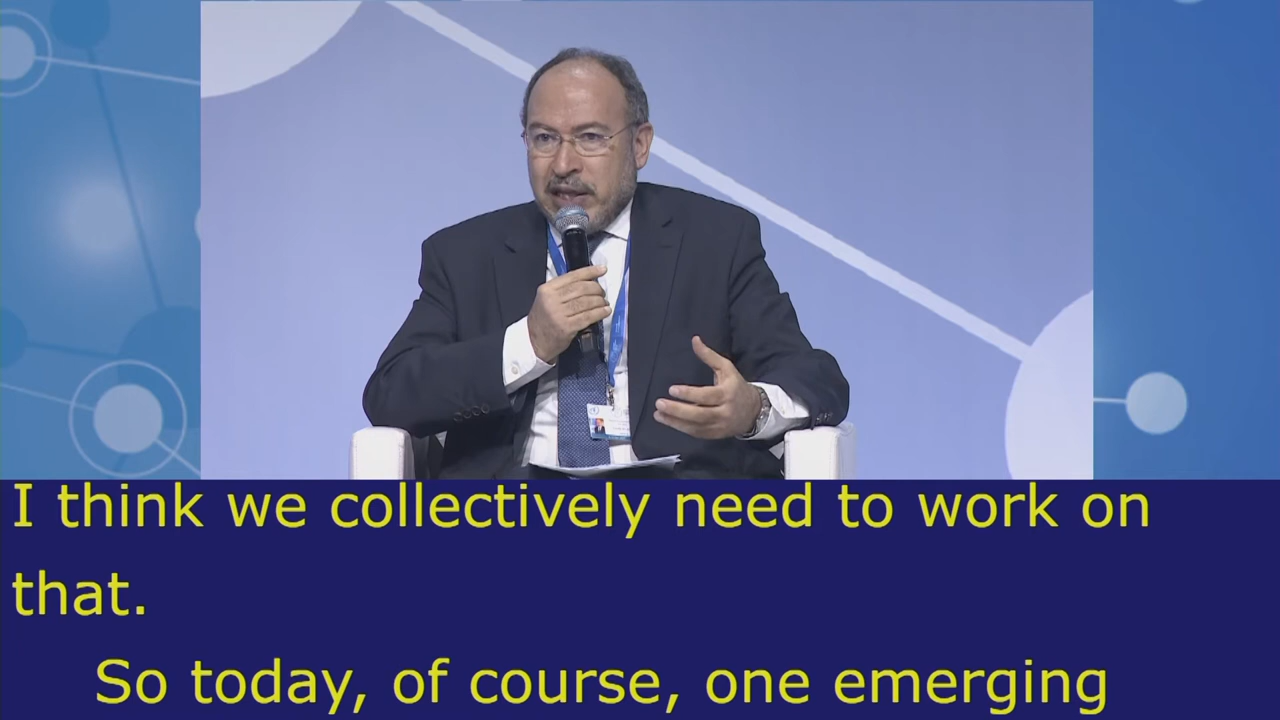 I think we collectively need to work on
that.
So today, of course, one emerging